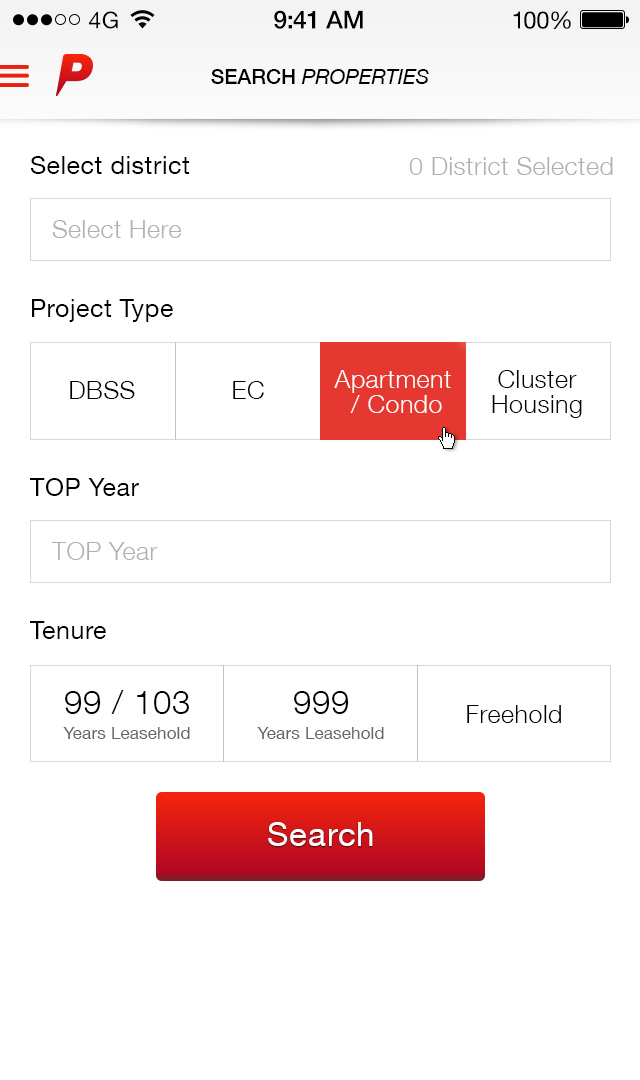 4G 9:41 AM 100%
P SEARCH PROPERTIES
Select district 0 District Selected
Select Here
Project Type
DBSS EC Apartment Cluster
/ Condo Housing
TOP Year
TOP Year
Tenure
99 / 103 999 Freehold
Years Leasehold Years Leasehold
Search